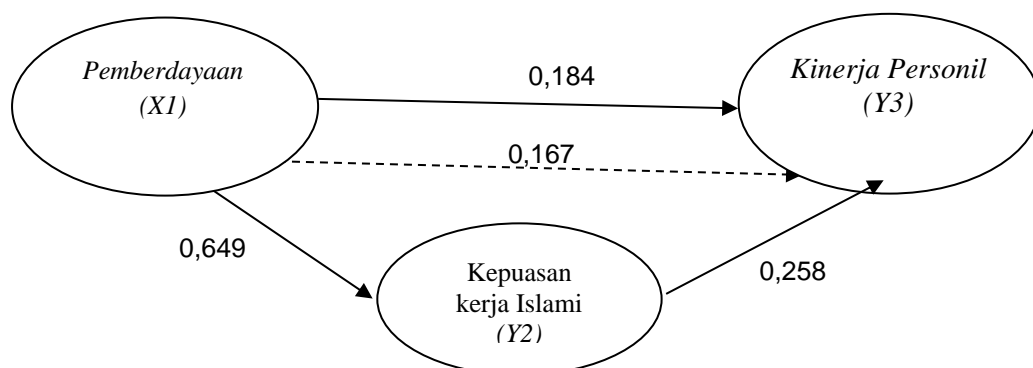 Pemberdayaan
(X1)
0,184
Kinerja Personil
(Y3)
0,167
0,649
Kepuasan
kerja Islami
(Y2)
0,258